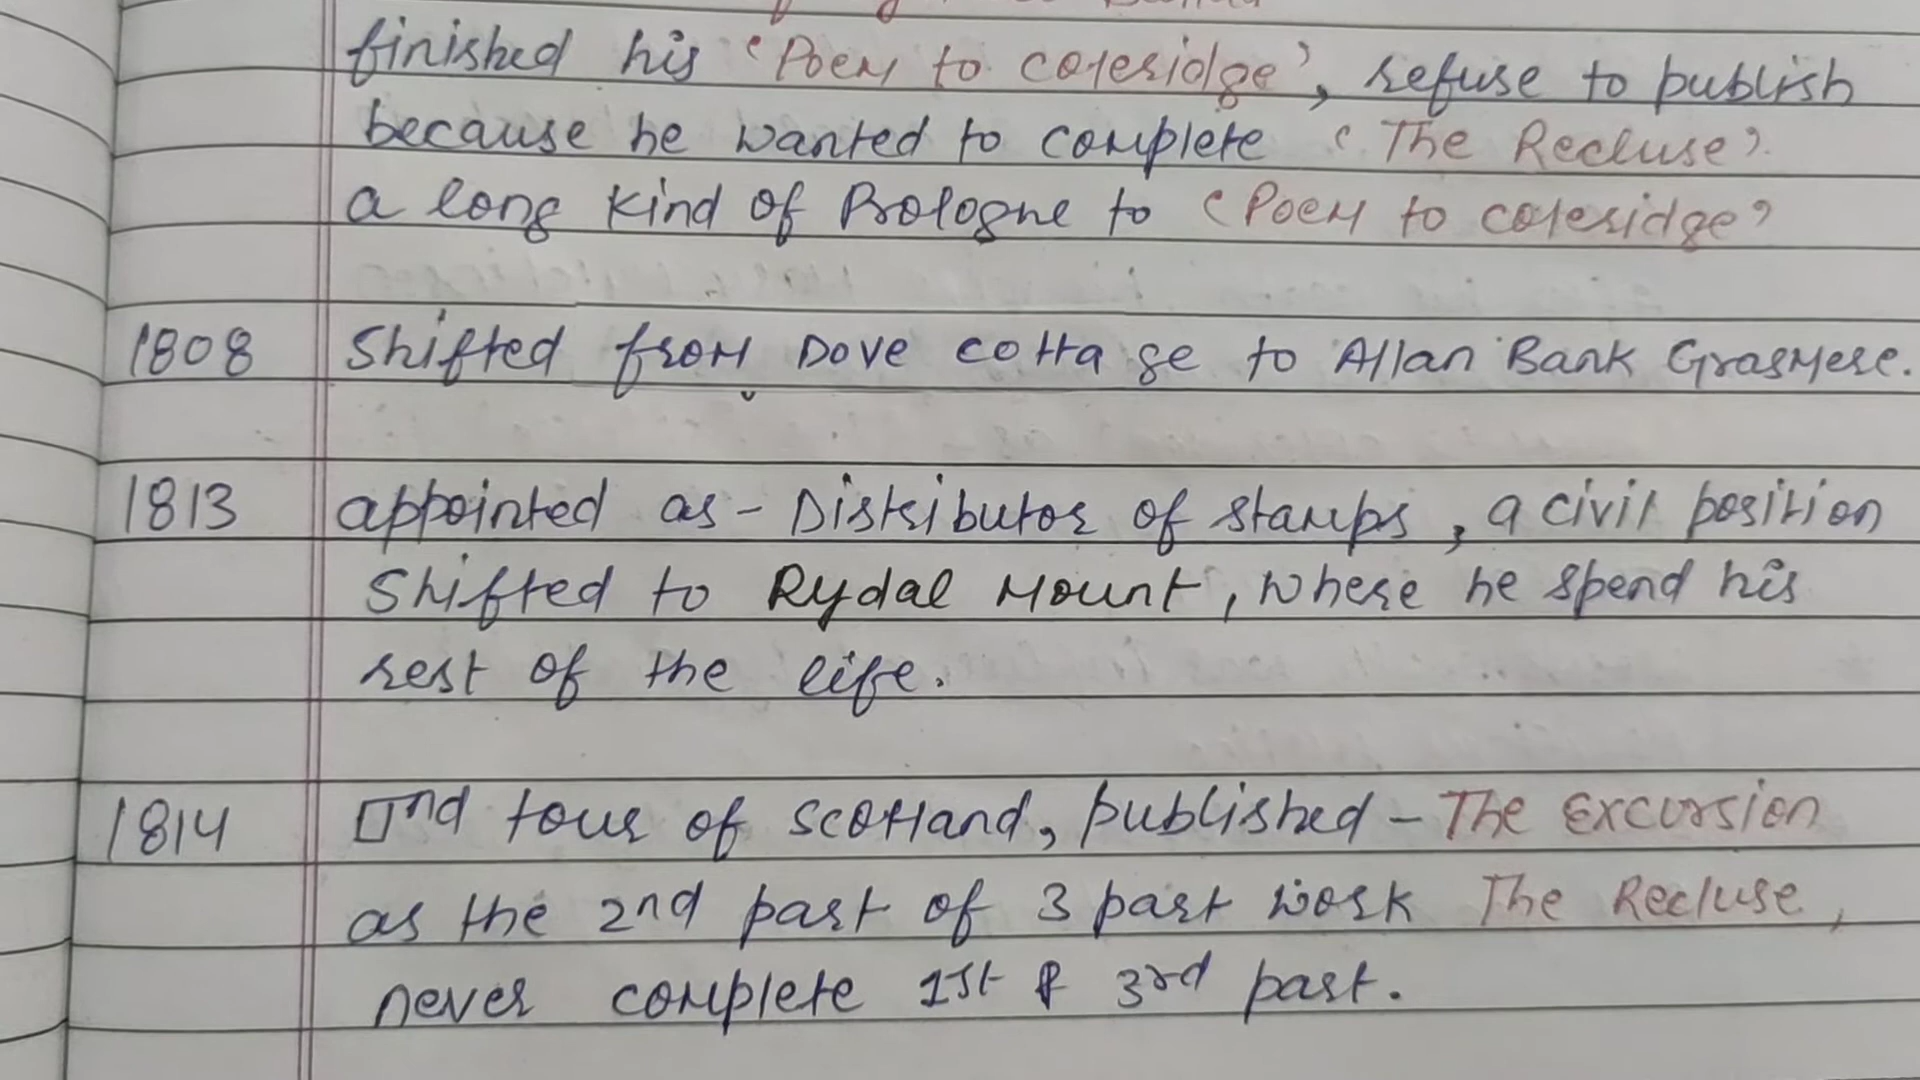 finished his 'Poem to coleridge', refuse to publish
because he wanted to complete 'The Recluse'.
a long kind of Prologne to 'Poem to coleridge'
1808 Shifted from Dove cottage to Allan Bank Grasmere.
1813 appointed as - Distributor of stamps, a civil position
Shifted to Rydal Mount, where he spend his
rest of the life.
1814 IInd tour of scotland, published - The Excursion
as the 2nd part of 3 part work The Recluse,
never complete 1st & 3rd part.